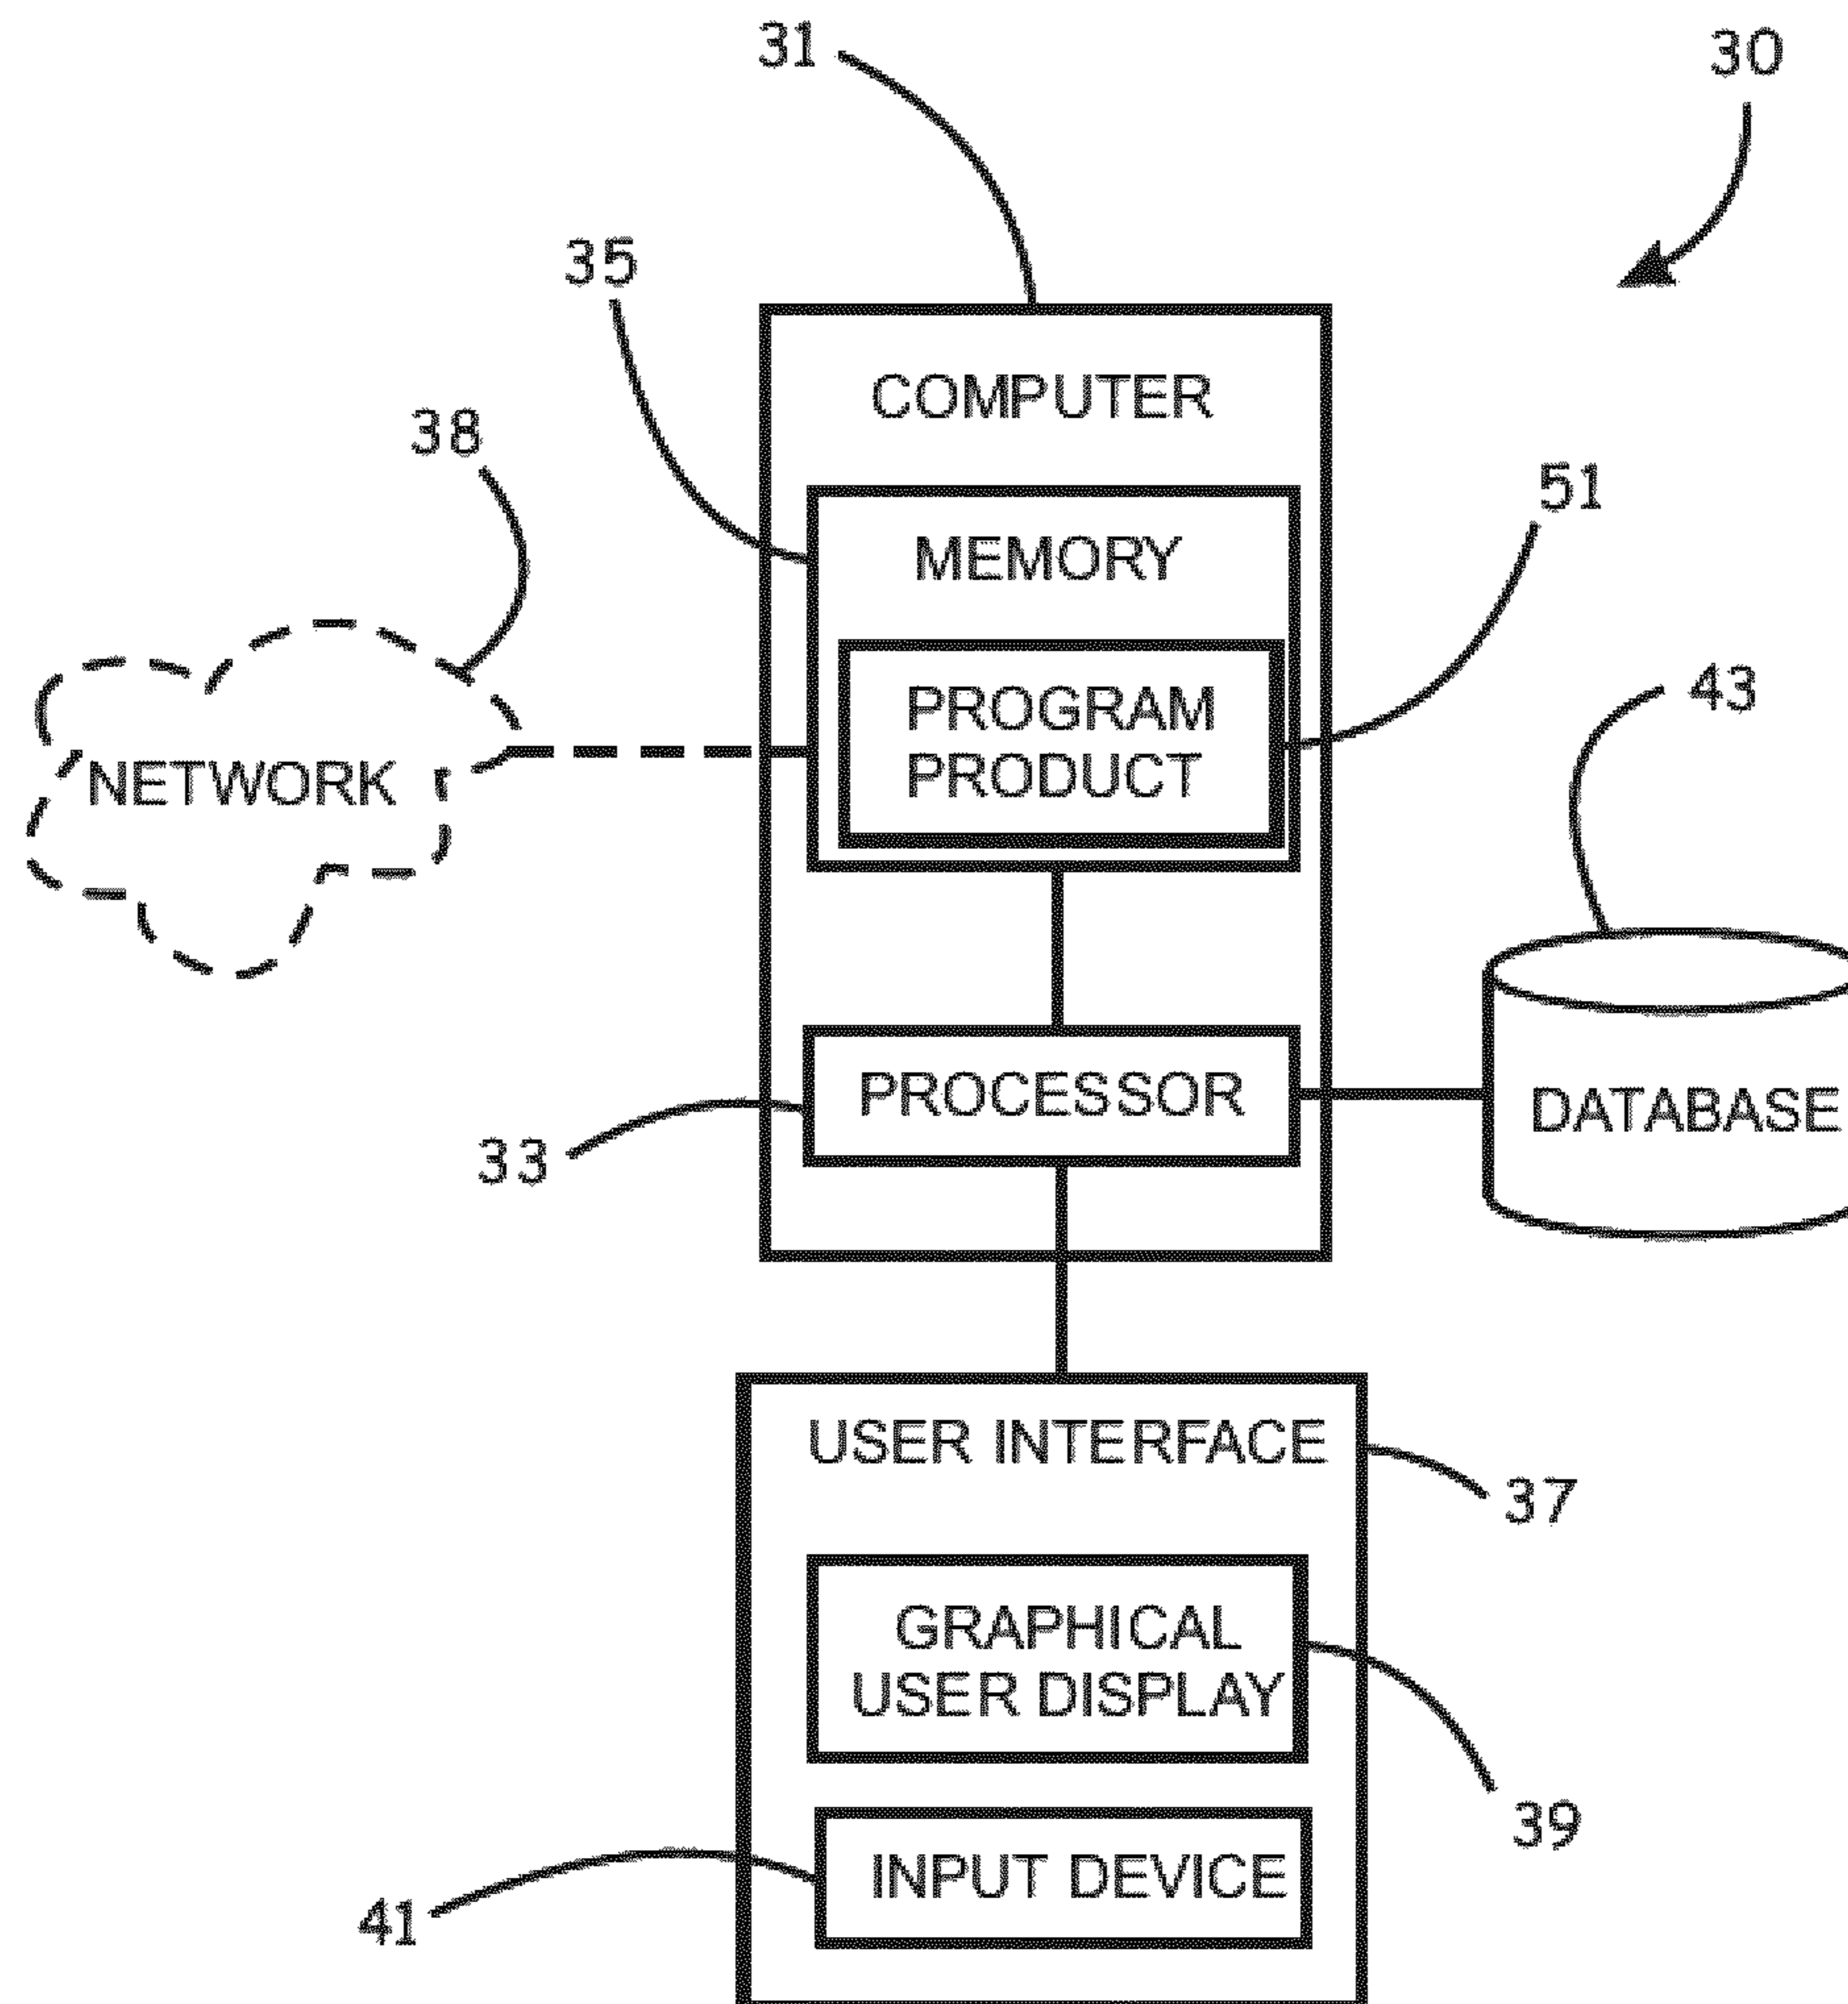 31
30
35
COMPUTER
38
51
MEMORY
PROGRAM
PRODUCT
43
NETWORK
PROCESSOR
DATABASE
33
USER INTERFACE
37
GRAPHICAL
USER DISPLAY
39
INPUT DEVICE
41